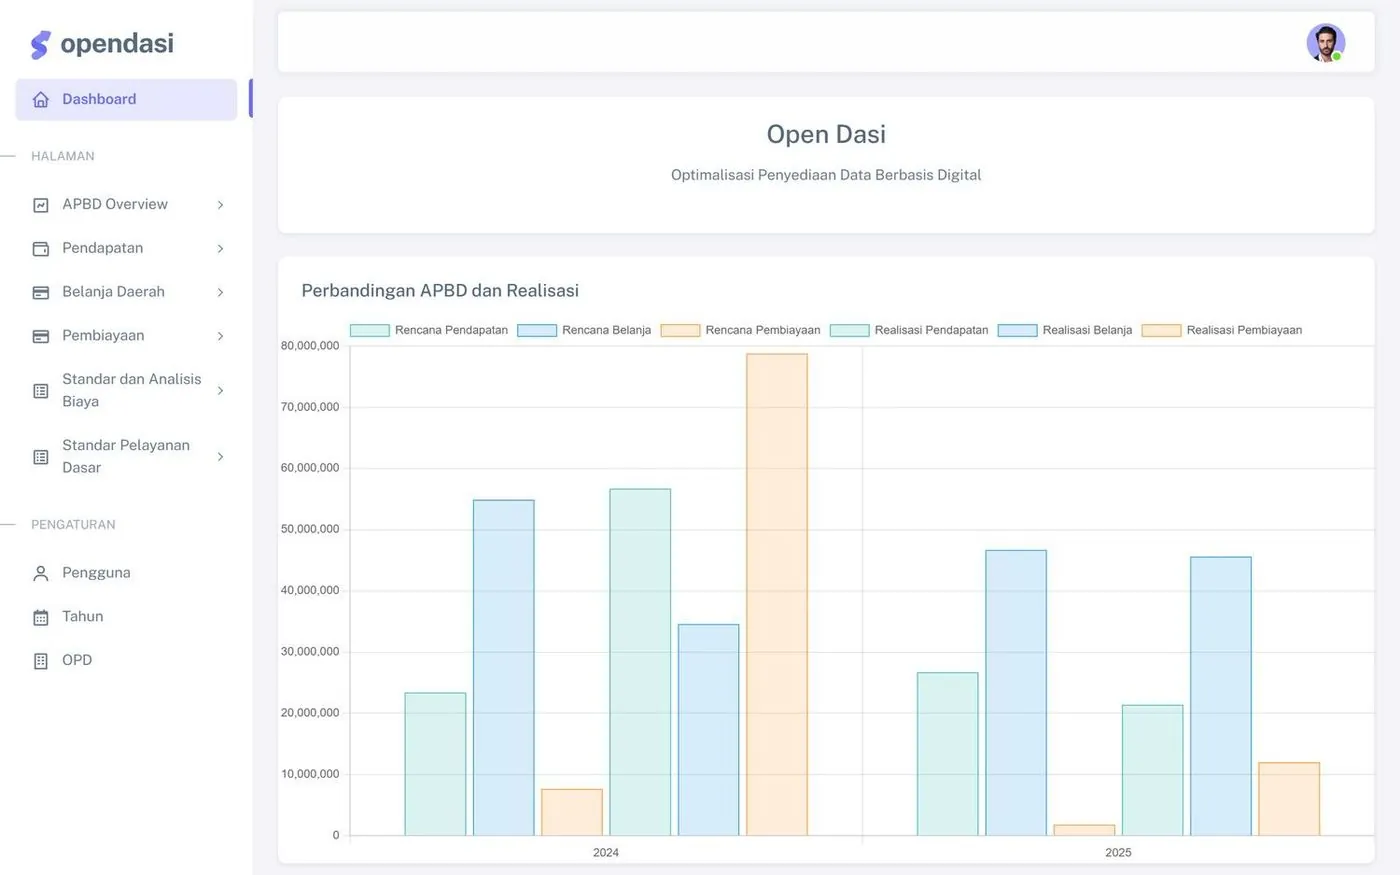 opendasi
Dashboard
HALAMAN
APBD Overview
Pendapatan
Belanja Daerah
Pembiayaan
Standar dan Analisis
Biaya
Standar Pelayanan
Dasar
PENGATURAN
Pengguna
Tahun
OPD
Open Dasi
Optimalisasi Penyediaan Data Berbasis Digital
Perbandingan APBD dan Realisasi
Rencana Pendapatan Rencana Belanja Rencana Pembiayaan Realisasi Pendapatan Realisasi Belanja Realisasi Pembiayaan
80,000,000
70,000,000
60,000,000
50,000,000
40,000,000
30,000,000
20,000,000
10,000,000
0
2024 2025